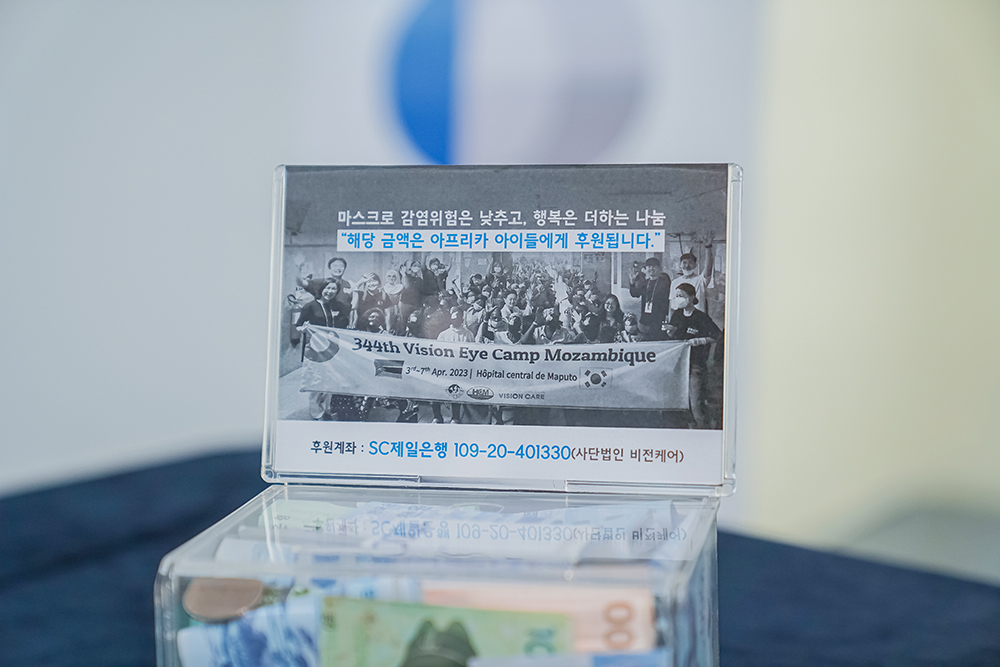 마스크로 감염위험은 낮추고, 행복은 더하는 나눔
“해당 금액은 아프리카 아이들에게 후원됩니다.”
344th Vision Eye Camp Mozambique
3rd-7th Apr. 2023 | Hôpital central de Maputo
VISION CARE
후원계좌 : SC제일은행 109-20-401330(사단법인 비전케어)